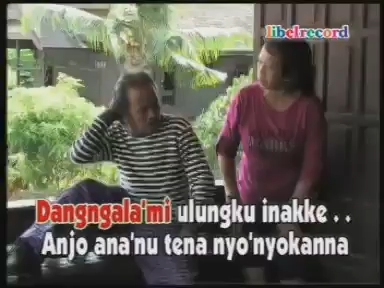 libelrecord
Dangngala'mi ulungku inakke . .
Anjo ana'nu tena nyo'nyokanna